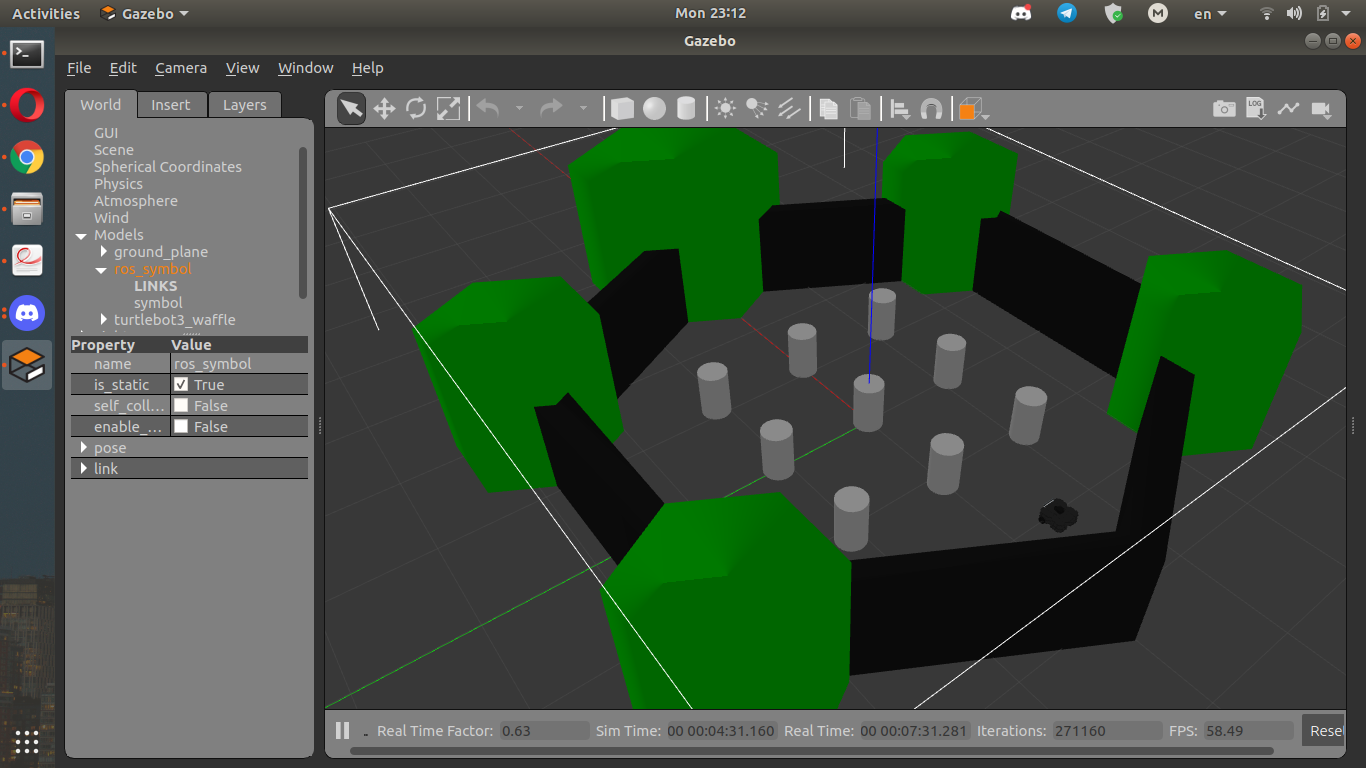 Activities Gazebo Mon 23:12 en
Gazebo
File Edit Camera View Window Help
World Insert Layers
GUI
Scene
Spherical Coordinates
Physics
Atmosphere
Wind
Models
ground_plane
ros_symbol
LINKS
symbol
turtlebot3_waffle
Property Value
name ros_symbol
is_static True
self_coll... False
enable_... False
pose
link
LOG
Real Time Factor: 0.63 Sim Time: 00 00:04:31.160 Real Time: 00 00:07:31.281 Iterations: 271160 FPS: 58.49 Rese